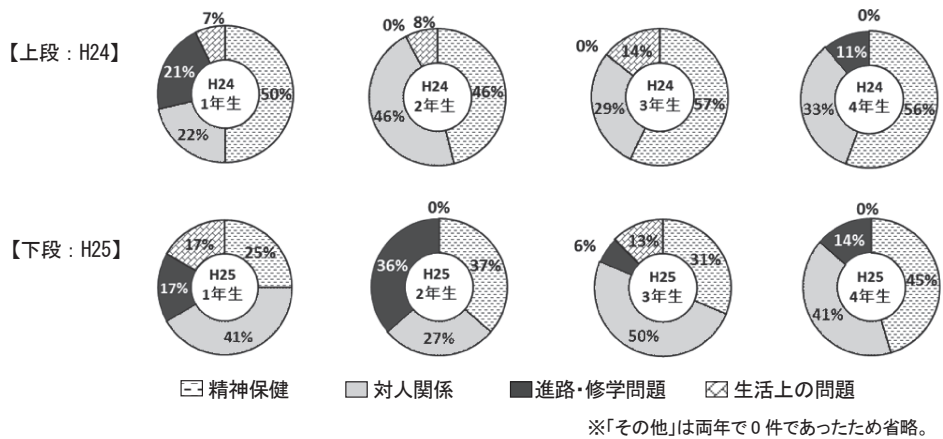 【上段：H24】
7%
21%
50%
22%
H24
1年生
0%
8%
46%
46%
H24
2年生
0%
14%
29%
57%
H24
3年生
0%
11%
33%
56%
H24
4年生
【下段：H25】
17%
25%
17%
41%
H25
1年生
0%
36%
37%
27%
H25
2年生
6%
13%
31%
50%
H25
3年生
0%
14%
45%
41%
H25
4年生
精神保健
対人関係
進路・修学問題
生活上の問題
※「その他」は両年で0件であったため省略。